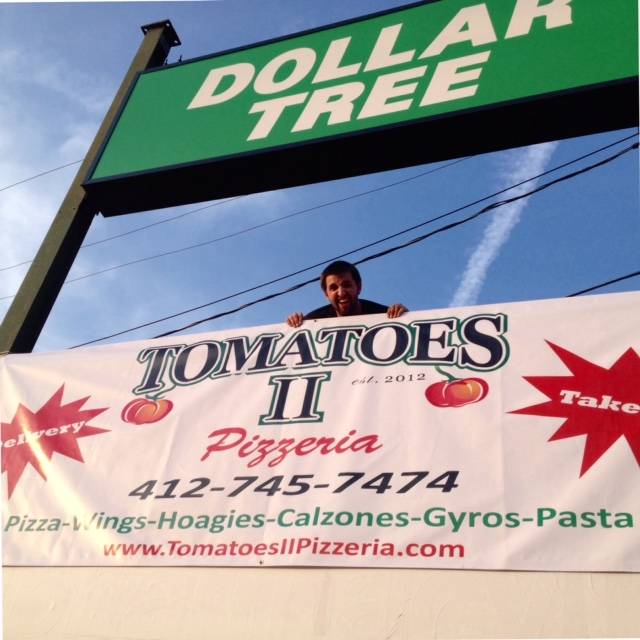 DOLLAR
TREE
TOMATOES
II
est. 2012
Pizzeria
Delivery
Take
412-745-7474
Pizza-Wings-Hoagies-Calzones-Gyros-Pasta
www.TomatoesIIPizzeria.com